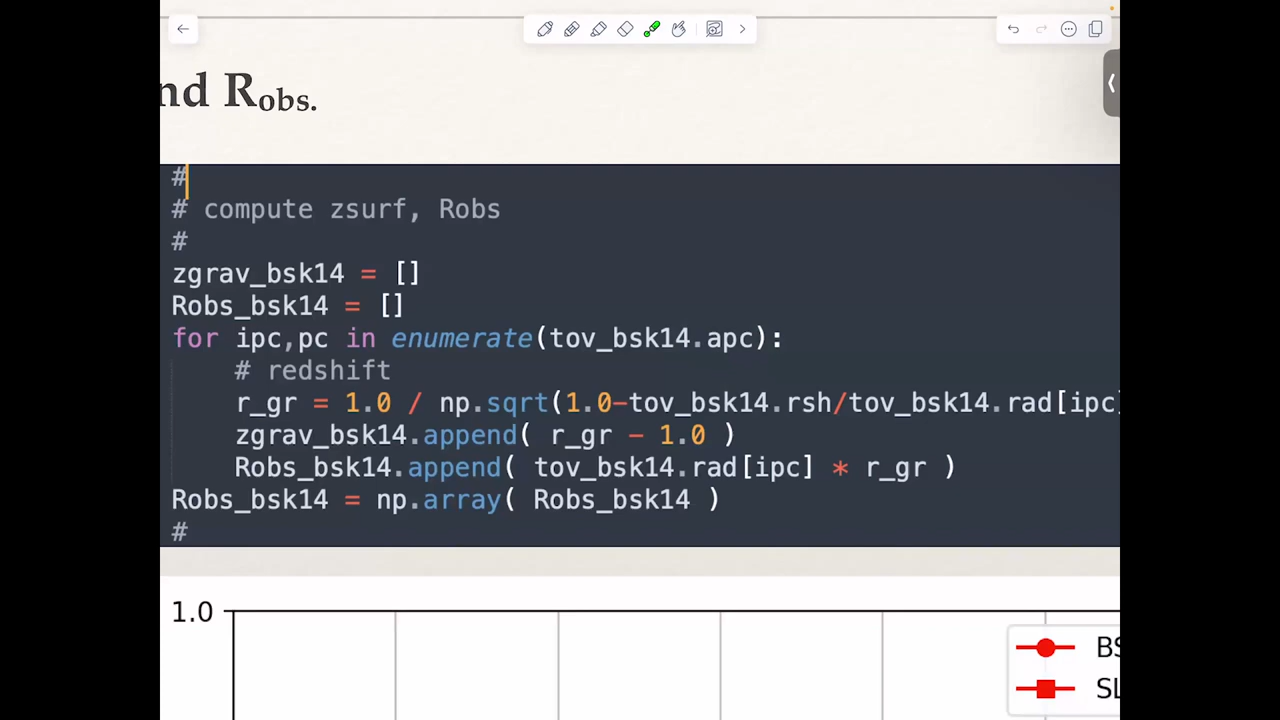 nd Robs.
#
# compute zsurf, Robs
#
zgrav_bsk14 = []
Robs_bsk14 = []
for ipc,pc in enumerate(tov_bsk14.apc):
    # redshift
    r_gr = 1.0 / np.sqrt(1.0-tov_bsk14.rsh/tov_bsk14.rad[ipc]
    zgrav_bsk14.append( r_gr - 1.0 )
    Robs_bsk14.append( tov_bsk14.rad[ipc] * r_gr )
Robs_bsk14 = np.array( Robs_bsk14 )
#
1.0
BS
SL